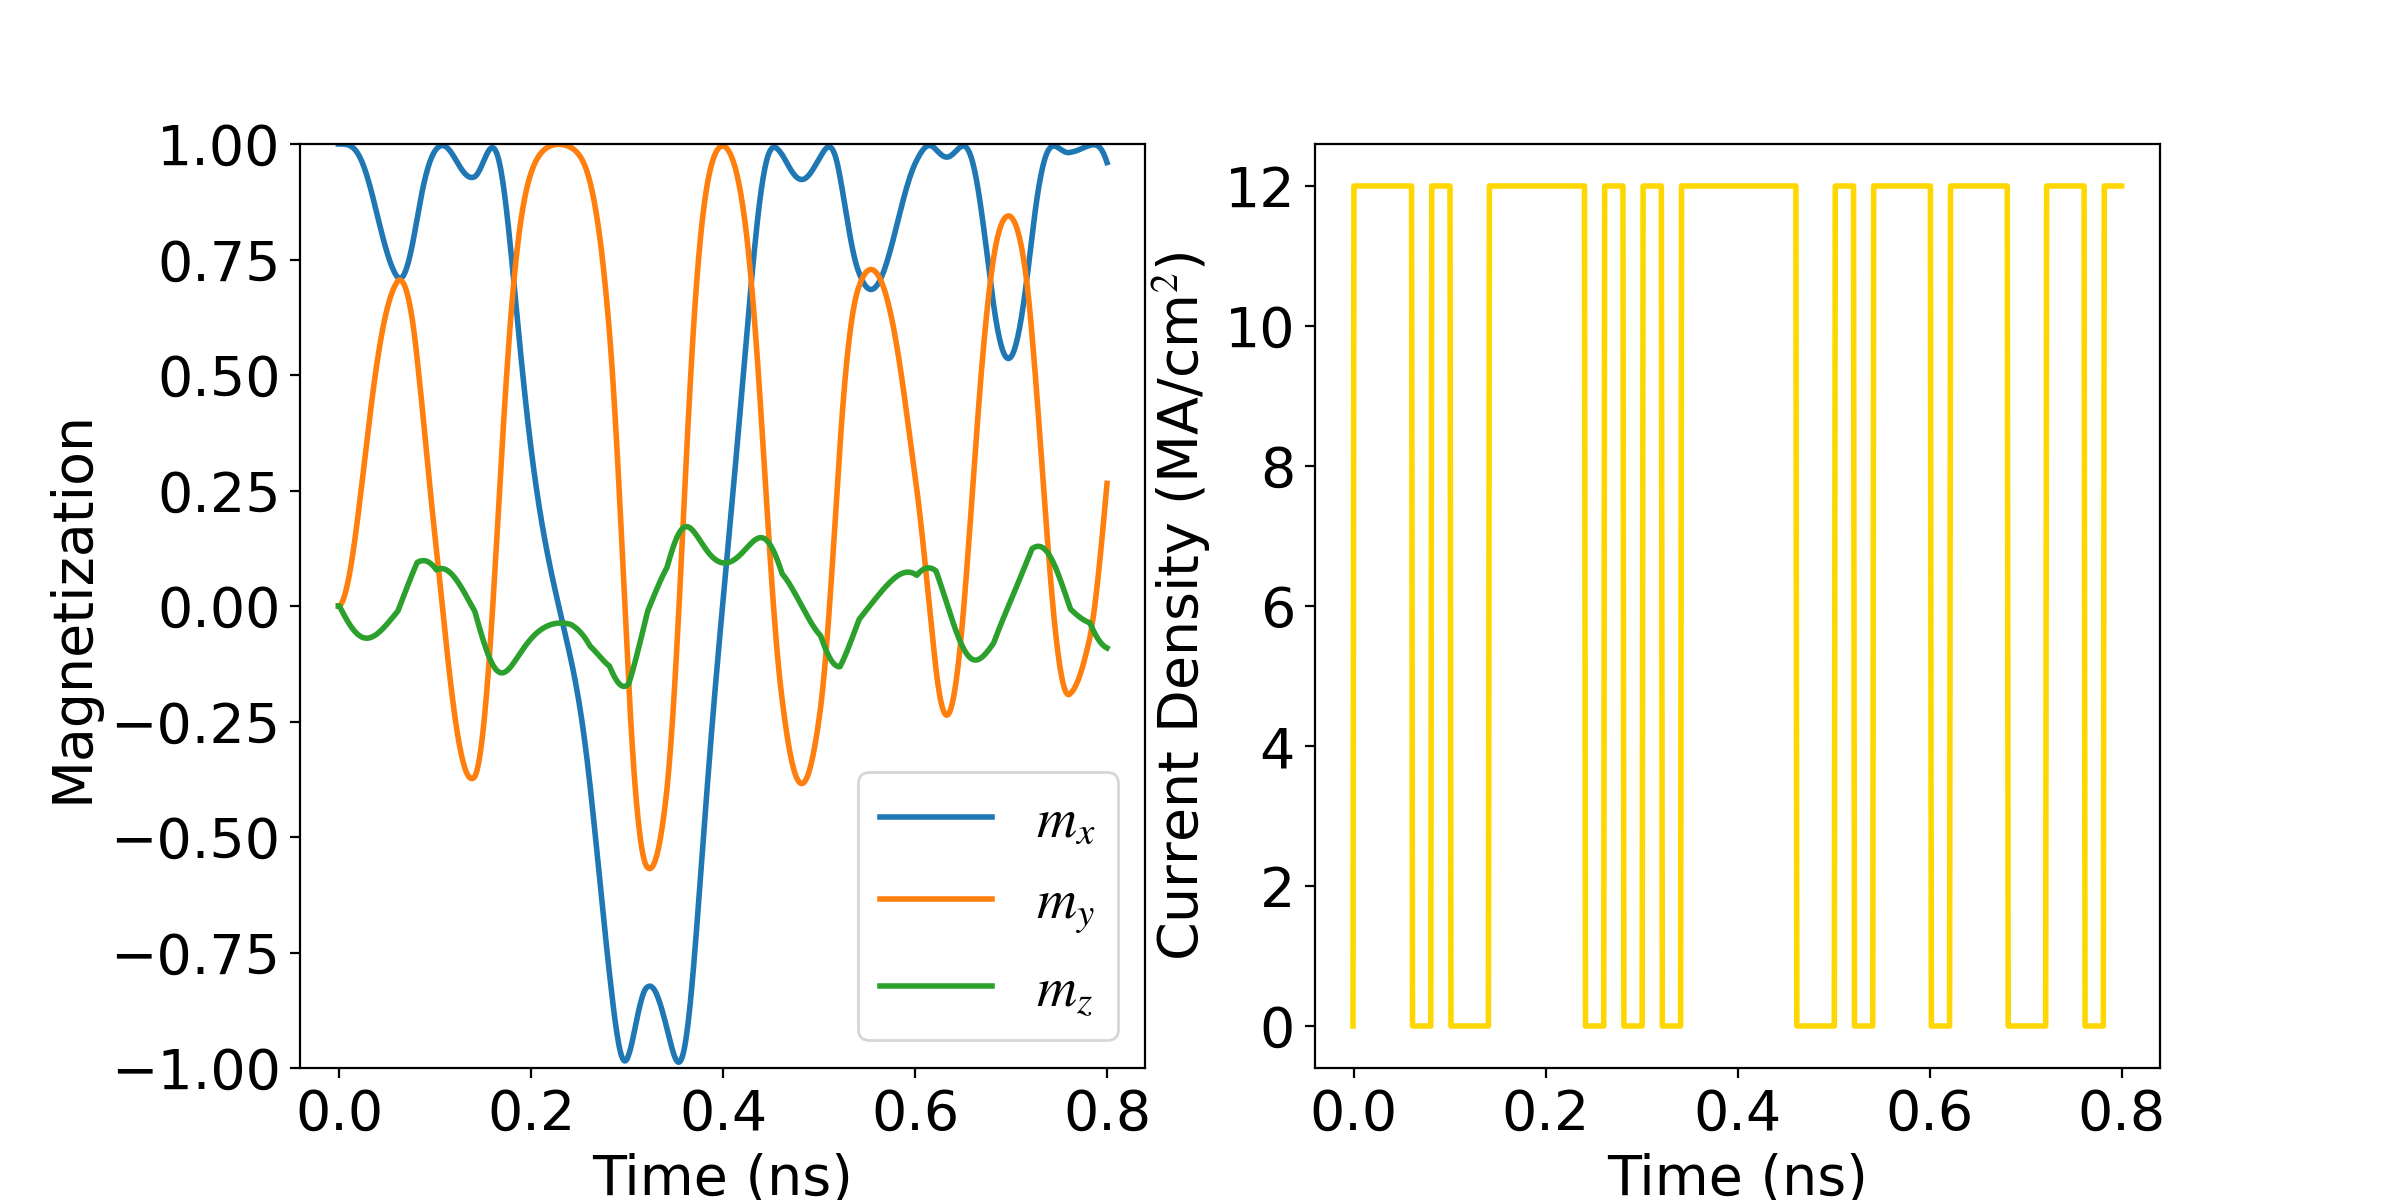 1.00
0.75
0.50
0.25
0.00
−0.25
−0.50
−0.75
−1.00
Magnetization
0.0 0.2 0.4 0.6 0.8
Time (ns)
m_x
m_y
m_z
12
10
8
6
4
2
0
Current Density (MA/cm²)
0.0 0.2 0.4 0.6 0.8
Time (ns)